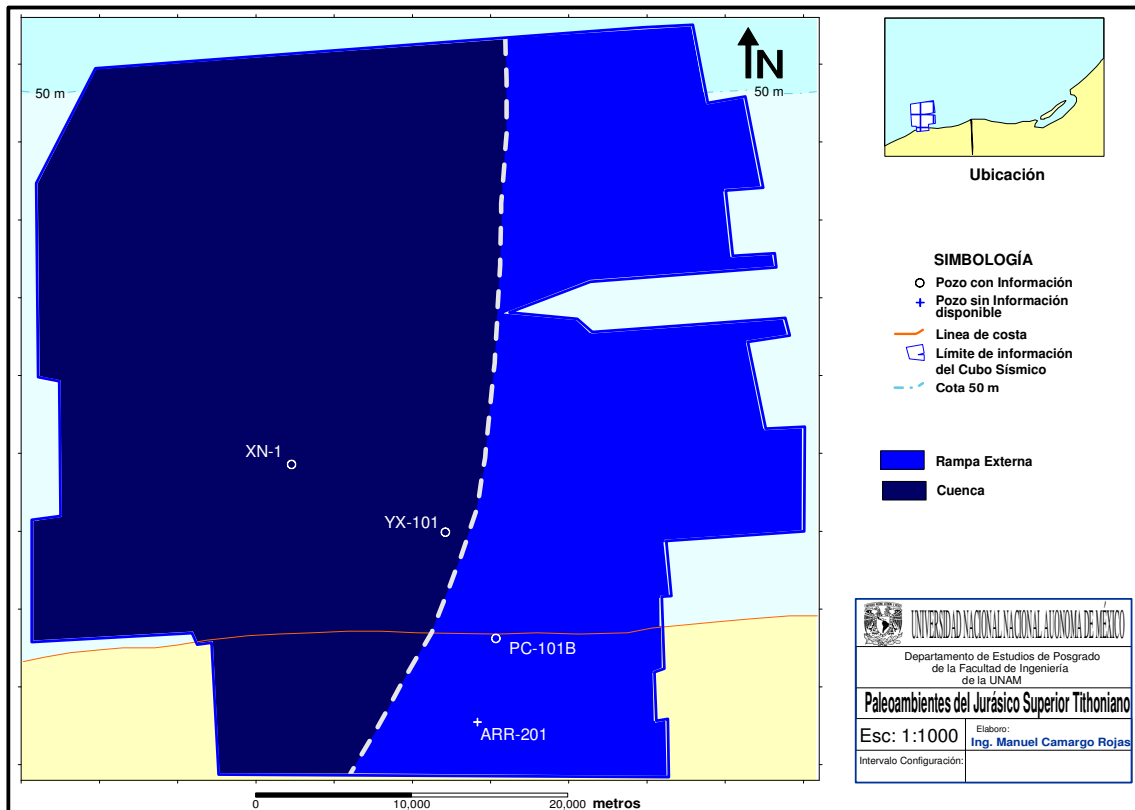 50 m
N
50 m
XN-1
YX-101
PC-101B
ARR-201
0 10,000 20,000 metros
Ubicación
SIMBOLOGÍA
Pozo con Información
Pozo sin Información
disponible
Linea de costa
Límite de información
del Cubo Sísmico
Cota 50 m
Rampa Externa
Cuenca
UNIVERSIDAD NACIONAL NACIONAL AUTONOMA DE MÉXICO
Departamento de Estudios de Posgrado
de la Facultad de Ingeniería
de la UNAM
Paleoambientes del Jurásico Superior Tithoniano
Esc: 1:1000
Elaboro:
Ing. Manuel Camargo Rojas
Intervalo Configuración: